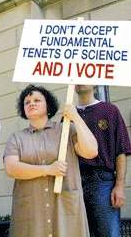 I DON'T ACCEPT
FUNDAMENTAL
TENETS OF SCIENCE
AND I VOTE